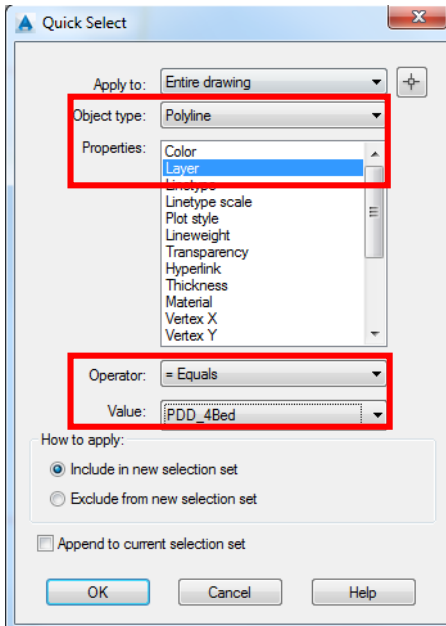 Quick Select
Apply to: Entire drawing
Object type: Polyline
Properties: Color
Layer
Linetype
Linetype scale
Plot style
Lineweight
Transparency
Hyperlink
Thickness
Material
Vertex X
Vertex Y
Operator: = Equals
Value: PDD_4Bed
How to apply:
Include in new selection set
Exclude from new selection set
Append to current selection set
OK Cancel Help